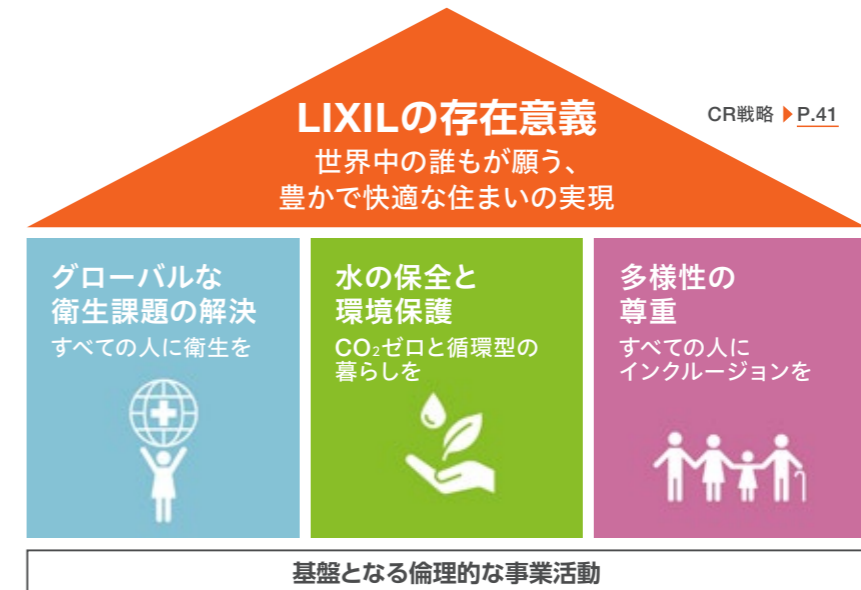 LIXILの存在意義
世界中の誰もが願う、
豊かで快適な住まいの実現
CR戦略 ▶ P.41
グローバルな
衛生課題の解決
すべての人に衛生を
水の保全と
環境保護
CO₂ゼロと循環型の
暮らしを
多様性の
尊重
すべての人に
インクルージョンを
基盤となる倫理的な事業活動